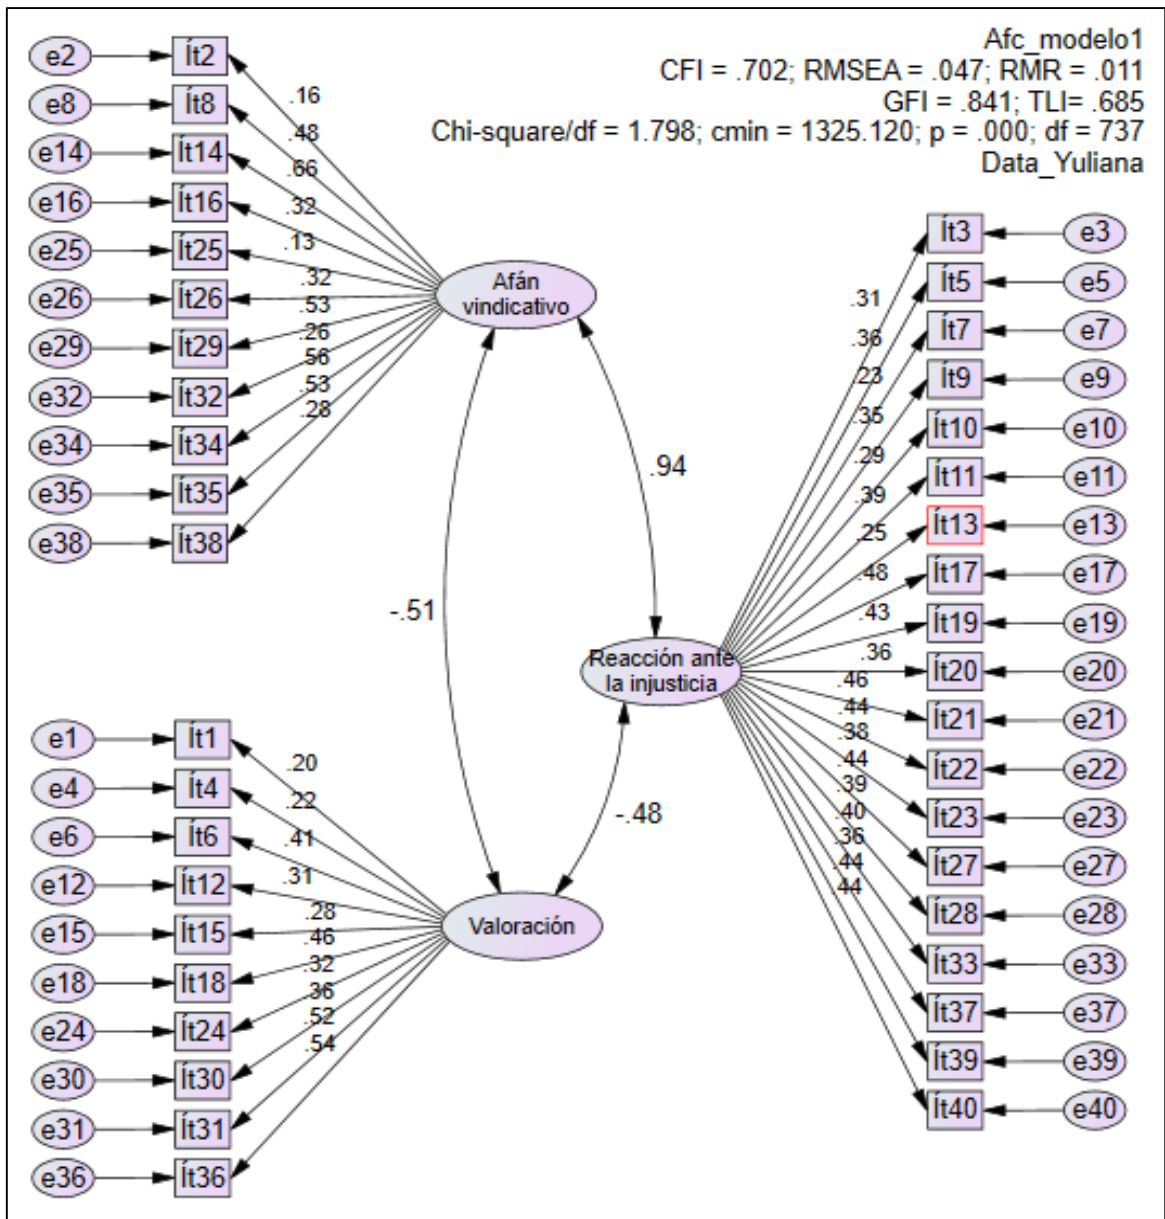 Afc_modelo1
CFI = .702; RMSEA = .047; RMR = .011
GFI = .841; TLI= .685
Chi-square/df = 1.798; cmin = 1325.120; p = .000; df = 737
Data_Yuliana
e2 Ít2
e8 Ít8
e14 Ít14
e16 Ít16
e25 Ít25
e26 Ít26
e29 Ít29
e32 Ít32
e34 Ít34
e35 Ít35
e38 Ít38
.16
.48
.66
.32
.13
.32
.53
.26
.56
.53
.28
Afán
vindicativo
.94
-.51
-.48
Reacción ante
la injusticia
.31
.36
.23
.35
.29
.39
.25
.48
.43
.36
.46
.44
.38
.44
.39
.40
.36
.44
.44
Ít3 e3
Ít5 e5
Ít7 e7
Ít9 e9
Ít10 e10
Ít11 e11
Ít13 e13
Ít17 e17
Ít19 e19
Ít20 e20
Ít21 e21
Ít22 e22
Ít23 e23
Ít27 e27
Ít28 e28
Ít33 e33
Ít37 e37
Ít39 e39
Ít40 e40
e1 Ít1
e4 Ít4
e6 Ít6
e12 Ít12
e15 Ít15
e18 Ít18
e24 Ít24
e30 Ít30
e31 Ít31
e36 Ít36
.20
.22
.41
.31
.28
.46
.32
.36
.52
.54
Valoración